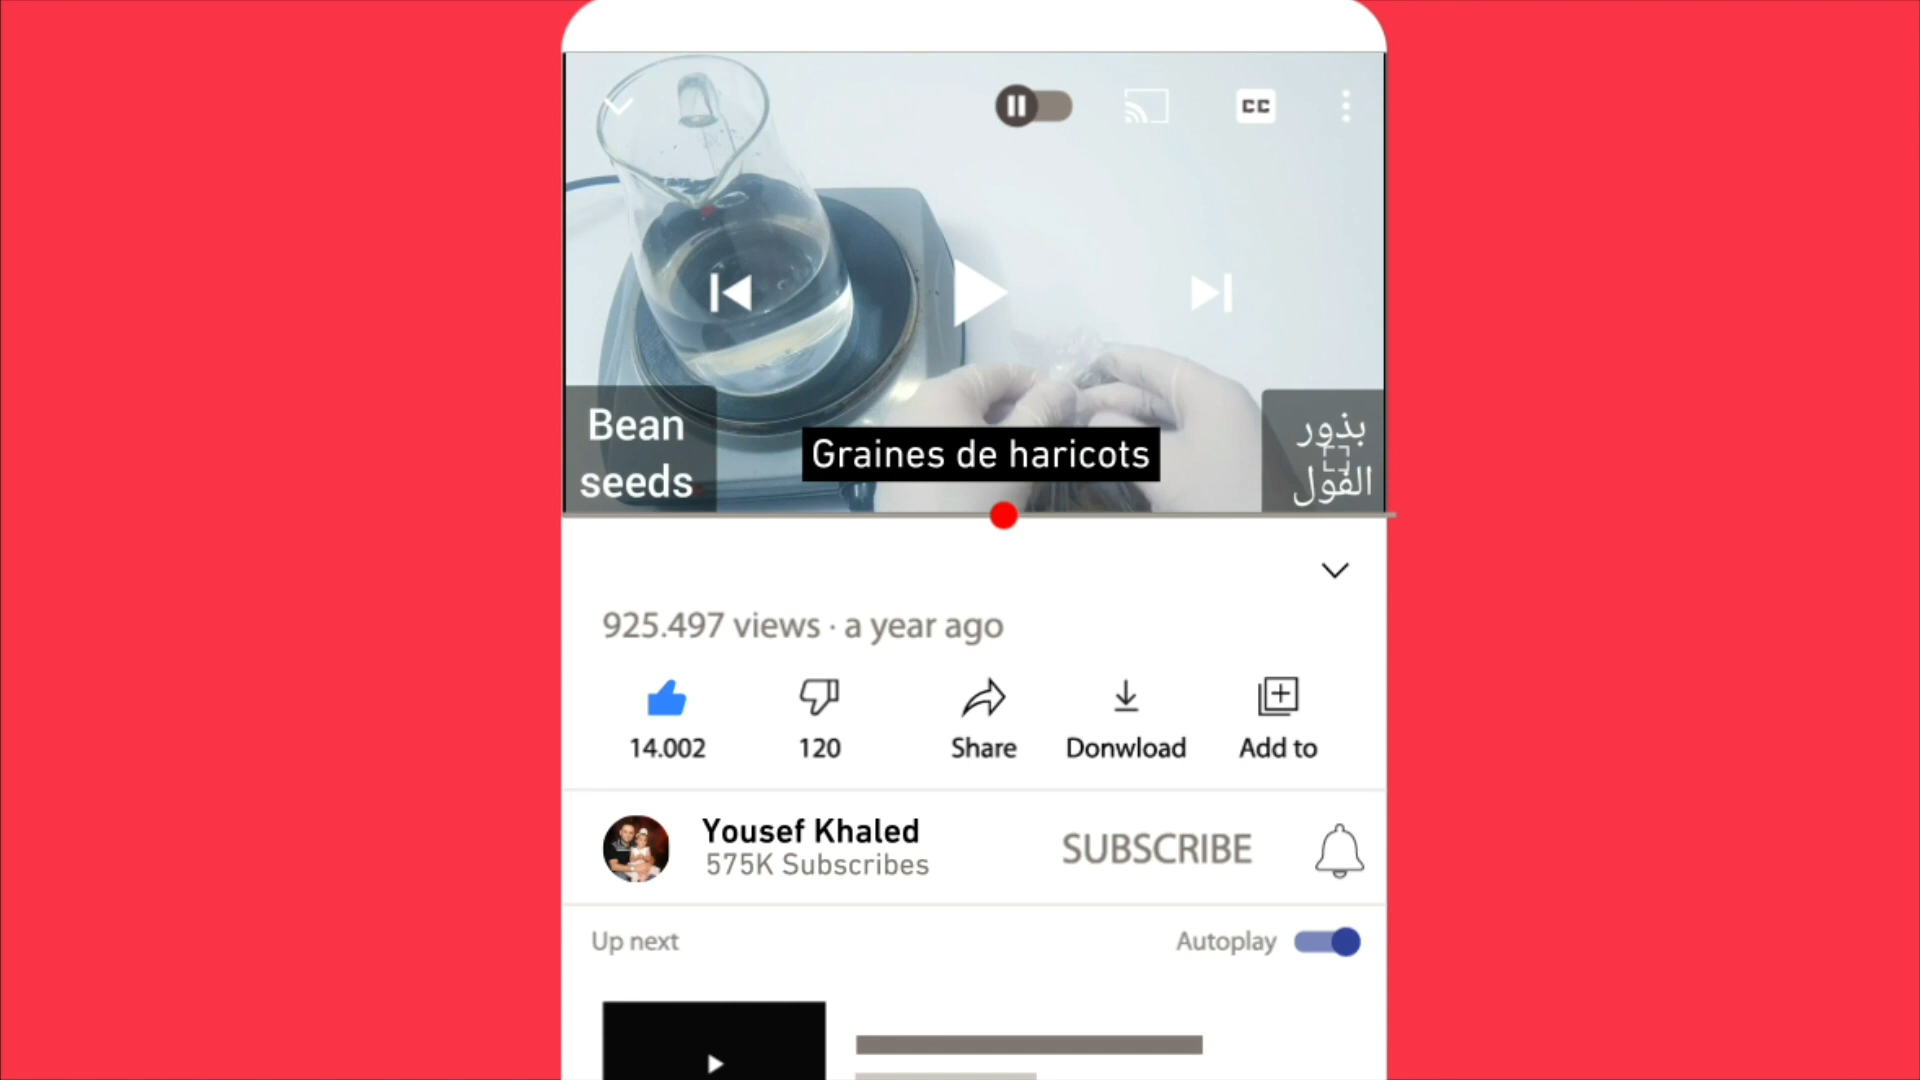 CC
Bean
seeds
Graines de haricots
بذور
الفول
925.497 views · a year ago
14.002
120
Share
Donwload
Add to
Yousef Khaled
575K Subscribes
SUBSCRIBE
Up next
Autoplay